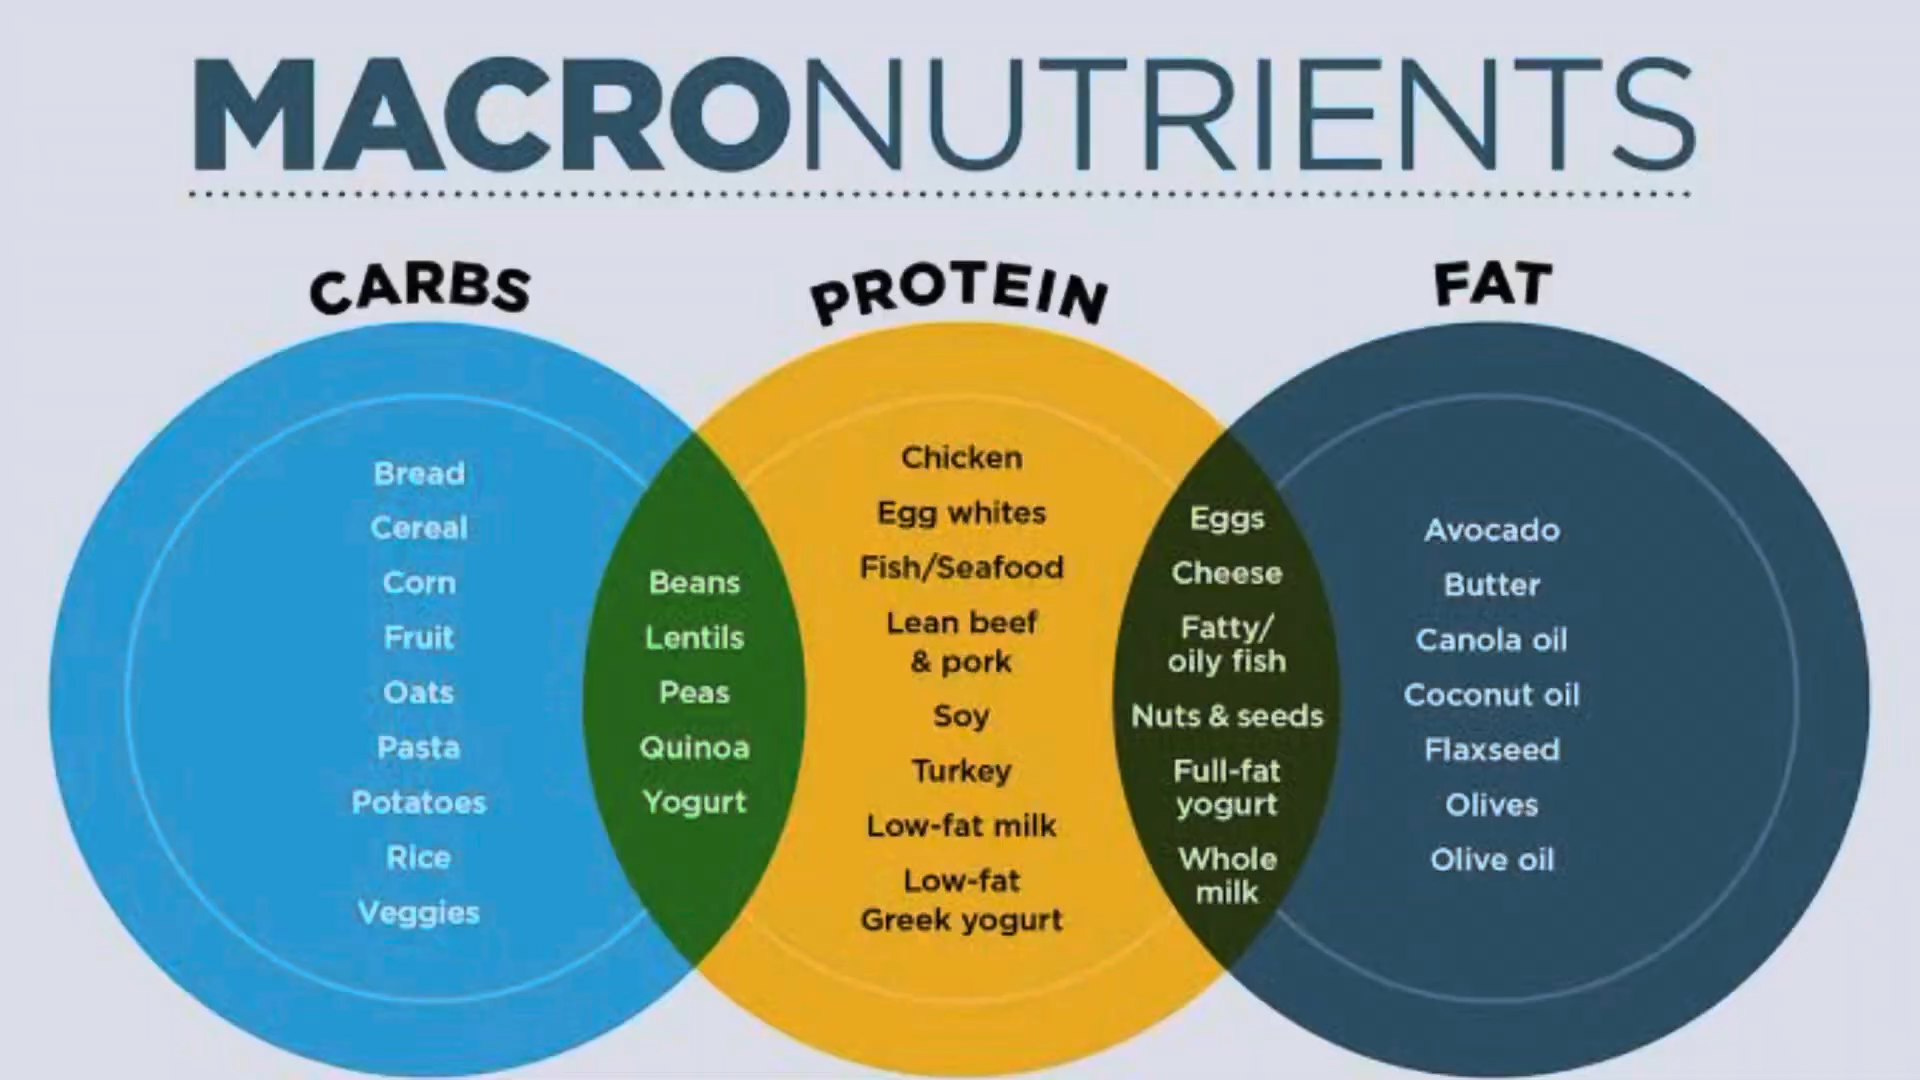 MACRONUTRIENTS
CARBS
Bread
Cereal
Corn
Fruit
Oats
Pasta
Potatoes
Rice
Veggies
Beans
Lentils
Peas
Quinoa
Yogurt
PROTEIN
Chicken
Egg whites
Fish/Seafood
Lean beef
& pork
Soy
Turkey
Low-fat milk
Low-fat
Greek yogurt
Eggs
Cheese
Fatty/
oily fish
Nuts & seeds
Full-fat
yogurt
Whole
milk
FAT
Avocado
Butter
Canola oil
Coconut oil
Flaxseed
Olives
Olive oil